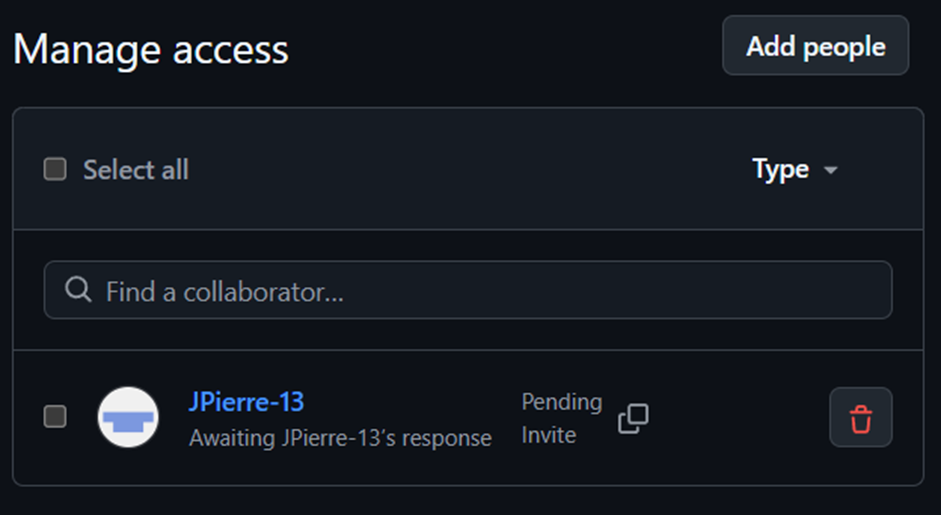 Manage access
Add people
Select all
Type
Find a collaborator...
JPierre-13
Awaiting JPierre-13's response
Pending
Invite